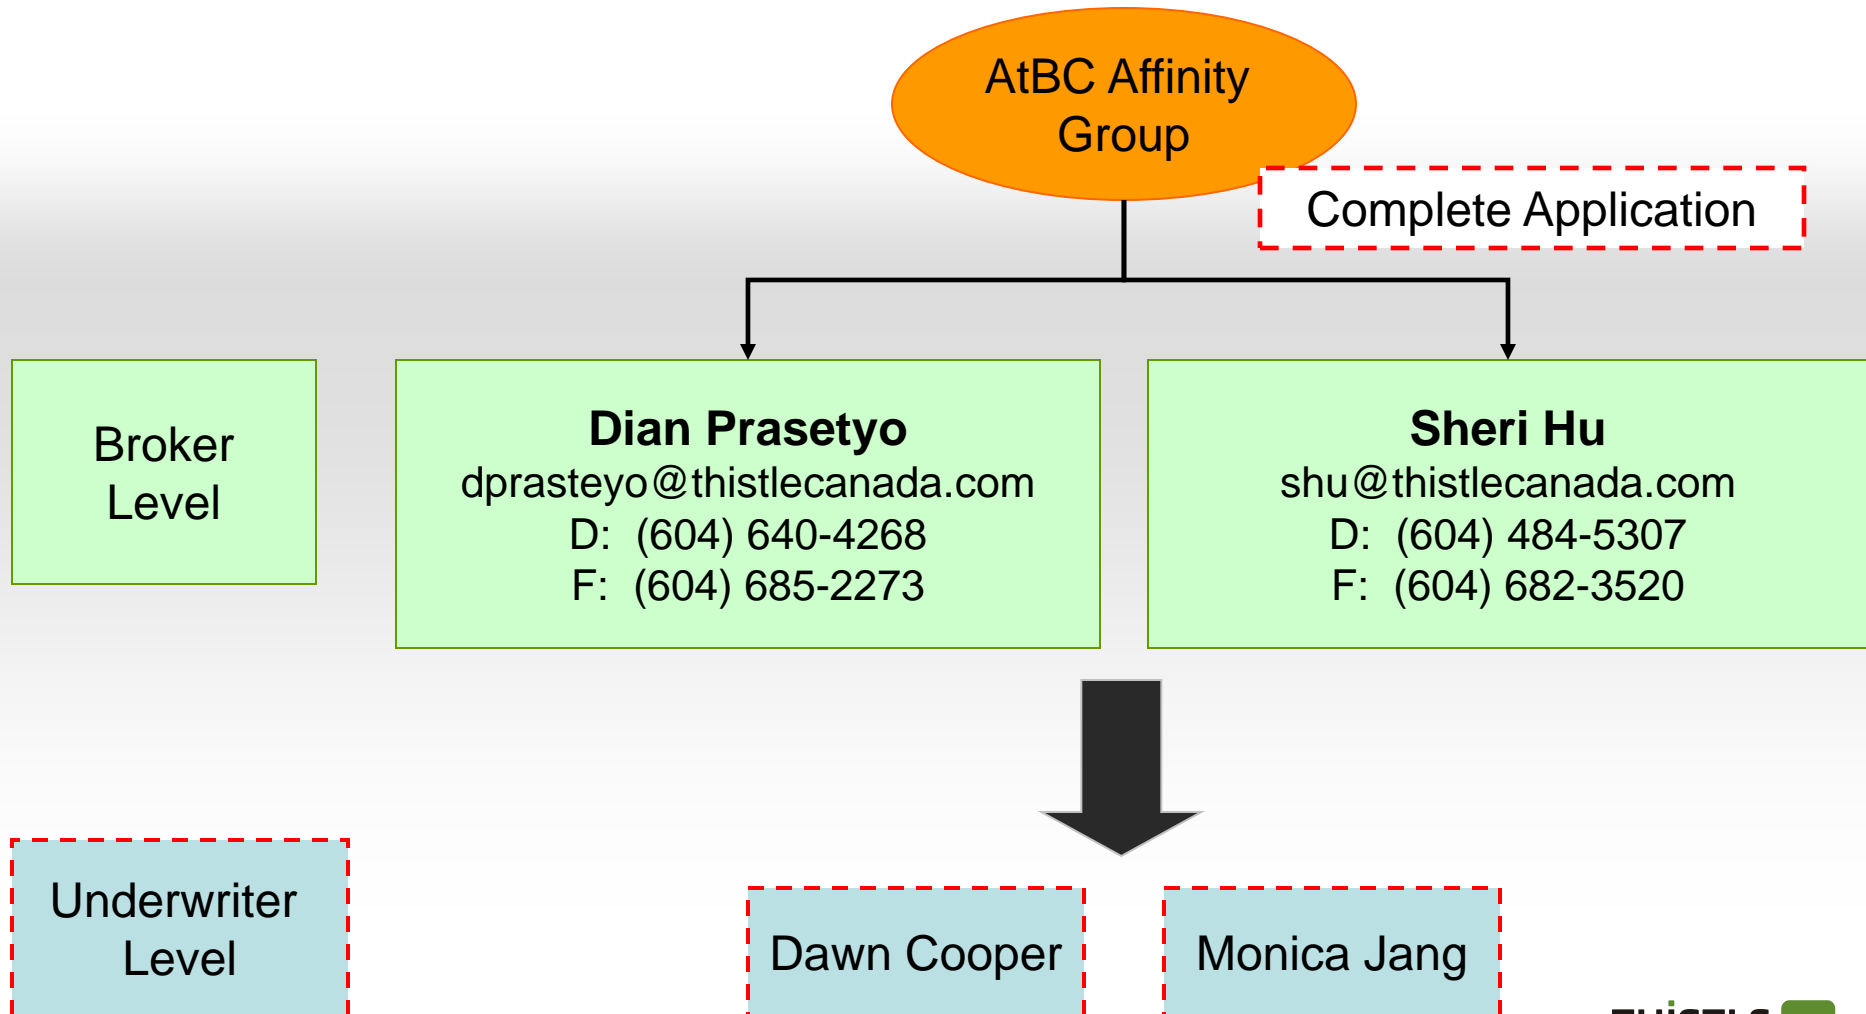 AtBC Affinity
Group
Complete Application
Broker
Level
Dian Prasetyo
dprasteyo@thistlecanada.com
D: (604) 640-4268
F: (604) 685-2273
Sheri Hu
shu@thistlecanada.com
D: (604) 484-5307
F: (604) 682-3520
Underwriter
Level
Dawn Cooper
Monica Jang